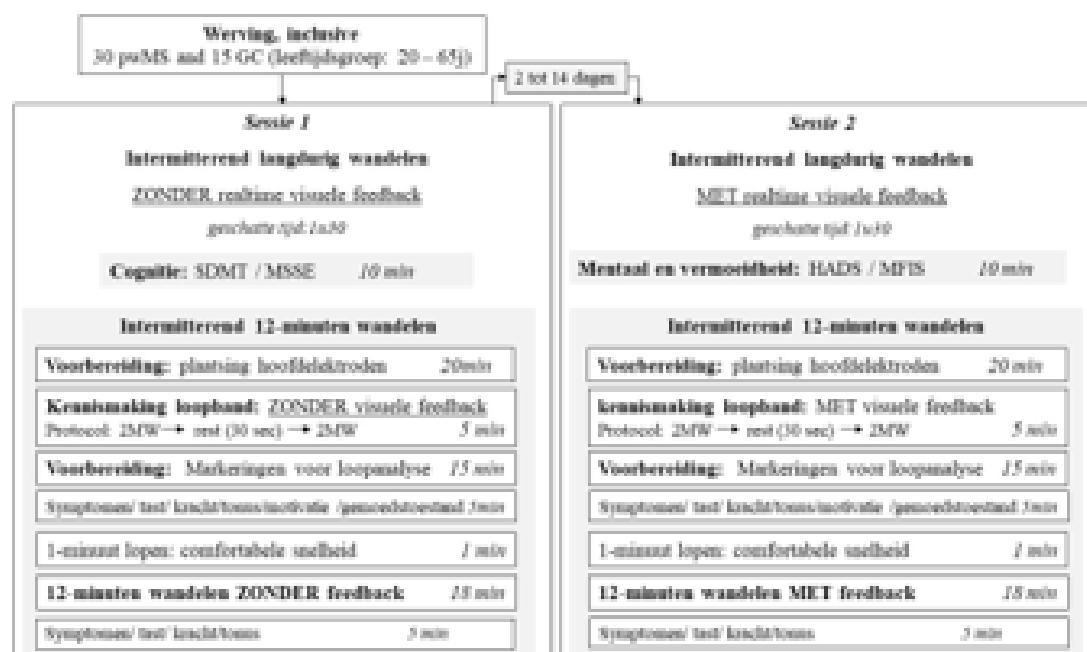 Werving, inclusive
30 pwMS and 15 GC (leeftijdsgroep: 20 – 65j)
2 tot 14 dagen
Sessie 1
Intermitterend langdurig wandelen
ZONDER realtime visuele feedback
geschatte tijd: 1u30
Cognitie: SDMT / MSSE 10 min
Intermitterend 12-minuten wandelen
Voorbereiding: plaatsing hoofdelektroden 20min
Kennismaking loopband: ZONDER visuele feedback
Protocol: 2MW → rest (30 sec) → 2MW 5 min
Voorbereiding: Markeringen voor loopanalyse 15 min
Symptomen/ tast/ kracht/tonus/motivatie /gemoedstoestand 5min
1-minuut lopen: comfortabele snelheid 1 min
12-minuten wandelen ZONDER feedback 18 min
Symptomen/ tast/ kracht/tonus 5 min
Sessie 2
Intermitterend langdurig wandelen
MET realtime visuele feedback
geschatte tijd: 1u30
Mentaal en vermoeidheid: HADS / MFIS 10 min
Intermitterend 12-minuten wandelen
Voorbereiding: plaatsing hoofdelektroden 20 min
kennismaking loopband: MET visuele feedback
Protocol: 2MW → rest (30 sec) → 2MW 5 min
Voorbereiding: Markeringen voor loopanalyse 15 min
Symptomen/ tast/ kracht/tonus/motivatie /gemoedstoestand 5min
1-minuut lopen: comfortabele snelheid 1 min
12-minuten wandelen MET feedback 18 min
Symptomen/ tast/ kracht/tonus 5 min